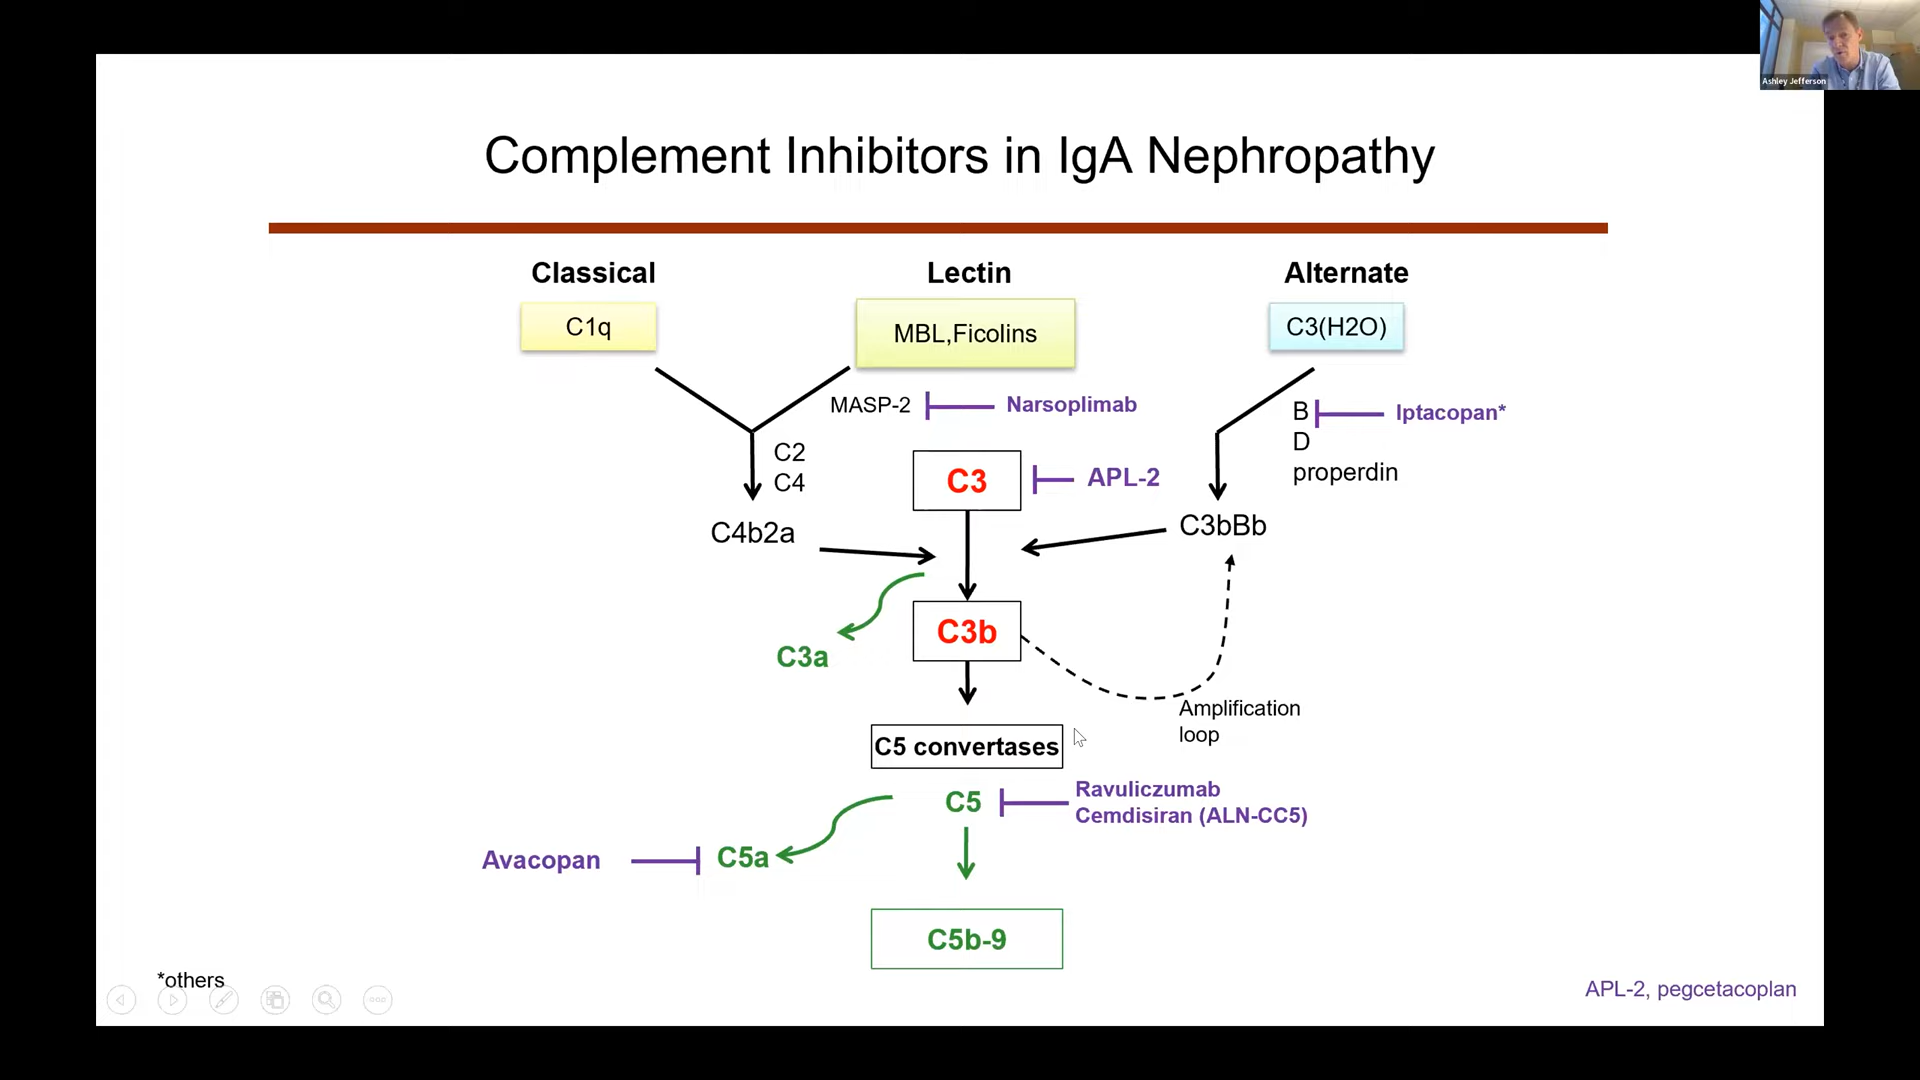 Ashley Jefferson
Complement Inhibitors in IgA Nephropathy
Classical
Lectin
Alternate
C1q
MBL,Ficolins
C3(H2O)
MASP-2
Narsoplimab
B
Iptacopan*
D
properdin
C2
C4
C3
APL-2
C4b2a
C3bBb
C3b
C3a
Amplification
loop
C5 convertases
C5
Ravuliczumab
Cemdisiran (ALN-CC5)
Avacopan
C5a
C5b-9
*others
APL-2, pegcetacoplan